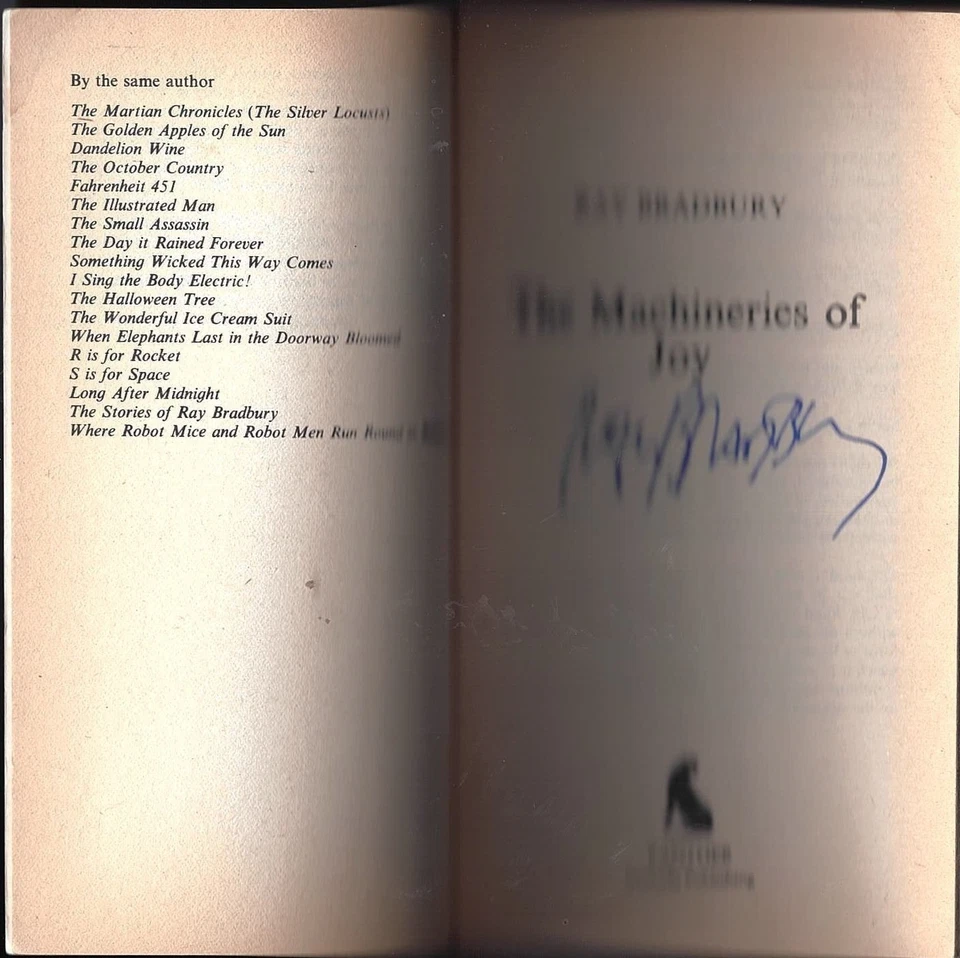 By the same author
The Martian Chronicles (The Silver Locusts)
The Golden Apples of the Sun
Dandelion Wine
The October Country
Fahrenheit 451
The Illustrated Man
The Small Assassin
The Day it Rained Forever
Something Wicked This Way Comes
I Sing the Body Electric!
The Halloween Tree
The Wonderful Ice Cream Suit
When Elephants Last in the Doorway Bloomed
R is for Rocket
S is for Space
Long After Midnight
The Stories of Ray Bradbury
Where Robot Mice and Robot Men Run Round
RAY BRADBURY
The Machineries of
Joy
Ray Bradbury
PANTHER